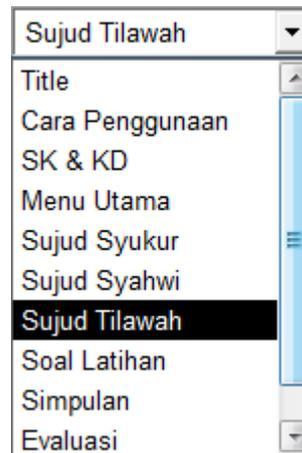 Sujud Tilawah
Title
Cara Penggunaan
SK & KD
Menu Utama
Sujud Syukur
Sujud Syahwi
Sujud Tilawah
Soal Latihan
Simpulan
Evaluasi